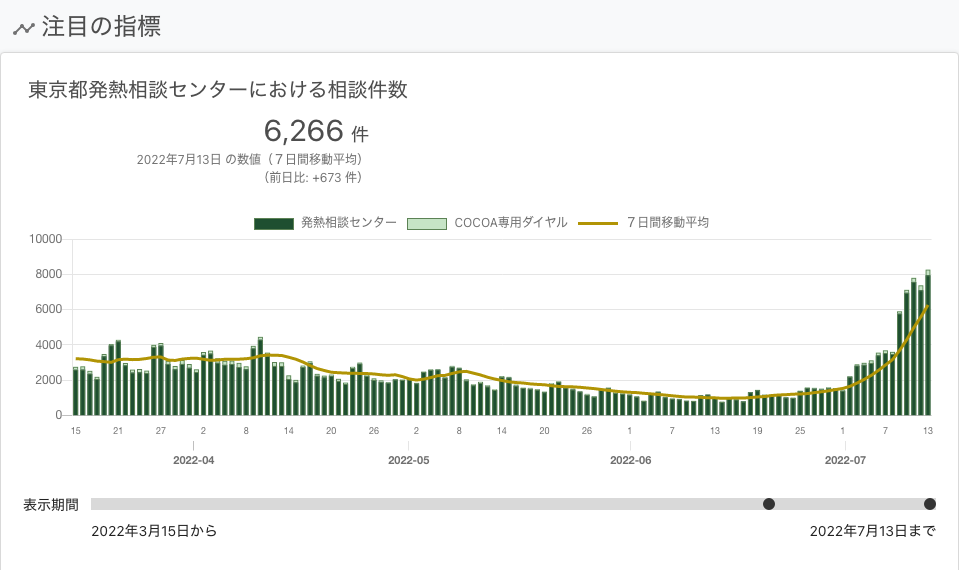 注目の指標
東京都発熱相談センターにおける相談件数
6,266 件
2022年7月13日 の数値（７日間移動平均）
（前日比: +673 件）
発熱相談センター COCOA専用ダイヤル ７日間移動平均
10000
8000
6000
4000
2000
0
15 21 27 2 8 14 20 26 2 8 14 20 26 1 7 13 19 25 1 7 13
2022-04 2022-05 2022-06 2022-07
表示期間
2022年3月15日から 2022年7月13日まで